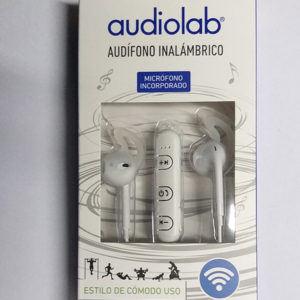 audiolab®
AUDÍFONO INALÁMBRICO
MICRÓFONO
INCORPORADO
ESTILO DE CÓMODO USO